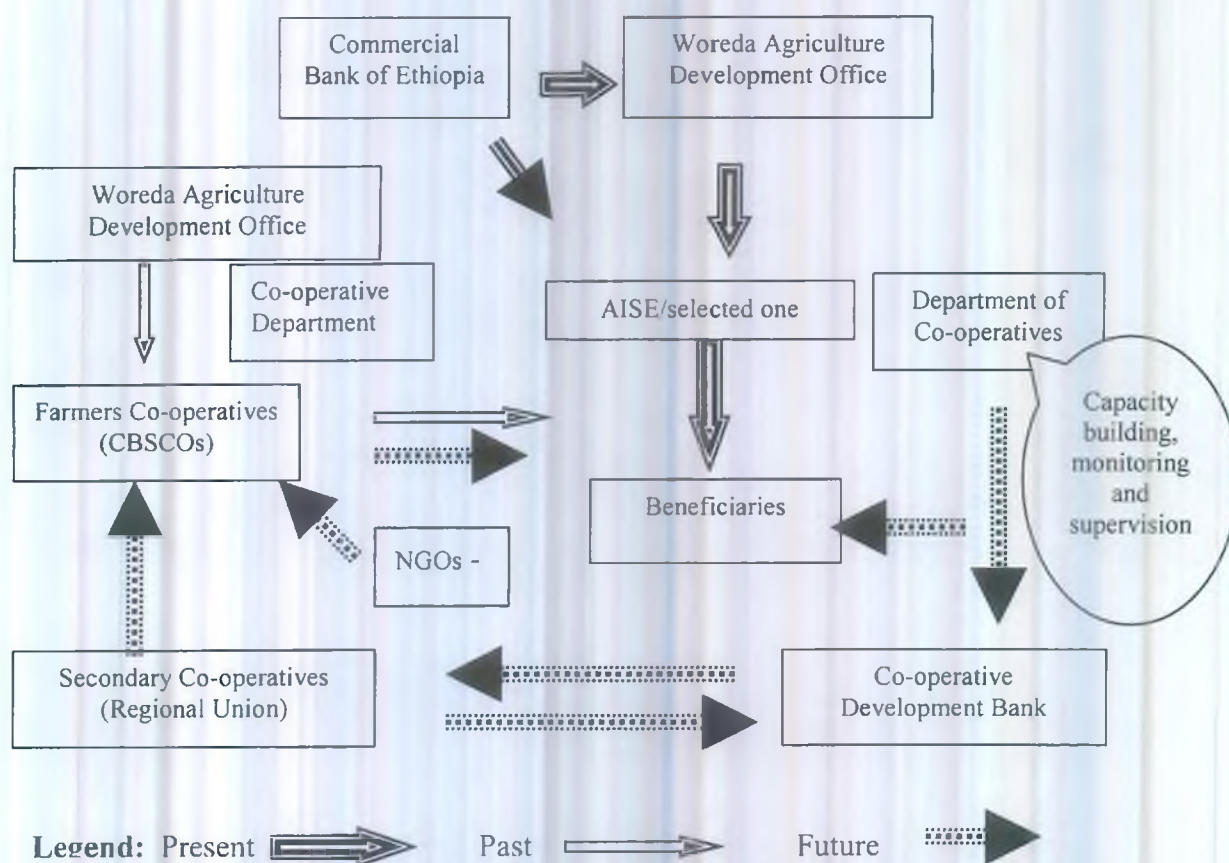 Commercial
Bank of Ethiopia
Woreda Agriculture
Development Office
Woreda Agriculture
Development Office
Co-operative
Department
AISE/selected one
Department of
Co-operatives
Farmers Co-operatives
(CBSCOs)
Capacity
building,
monitoring
and
supervision
Beneficiaries
NGOs -
Secondary Co-operatives
(Regional Union)
Co-operative
Development Bank
Legend: Present Past Future